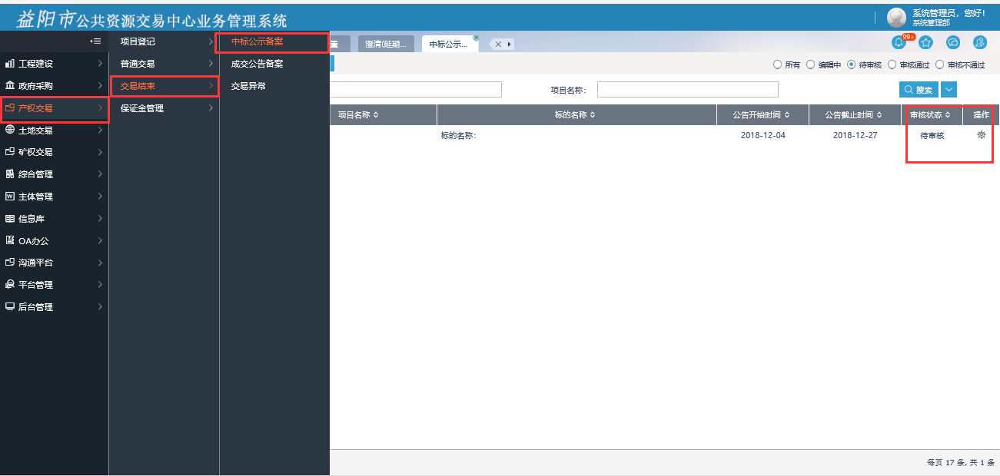 益阳市公共资源交易中心业务管理系统
系统管理员，您好！
系统管理部
工程建设
政府采购
产权交易
土地交易
矿权交易
综合管理
主体管理
信息库
OA办公
沟通平台
平台管理
后台管理
项目登记
普通交易
交易结束
保证金管理
中标公示备案
成交公告备案
交易异常
置
澄清(延期...
中标公示...
99+
所有 编辑中 待审核 审核通过 审核不通过
项目名称：
搜索
项目名称 标的名称 公告开始时间 公告截止时间 审核状态 操作
标的名称： 2018-12-04 2018-12-27 待审核
每页 17 条, 共 1 条